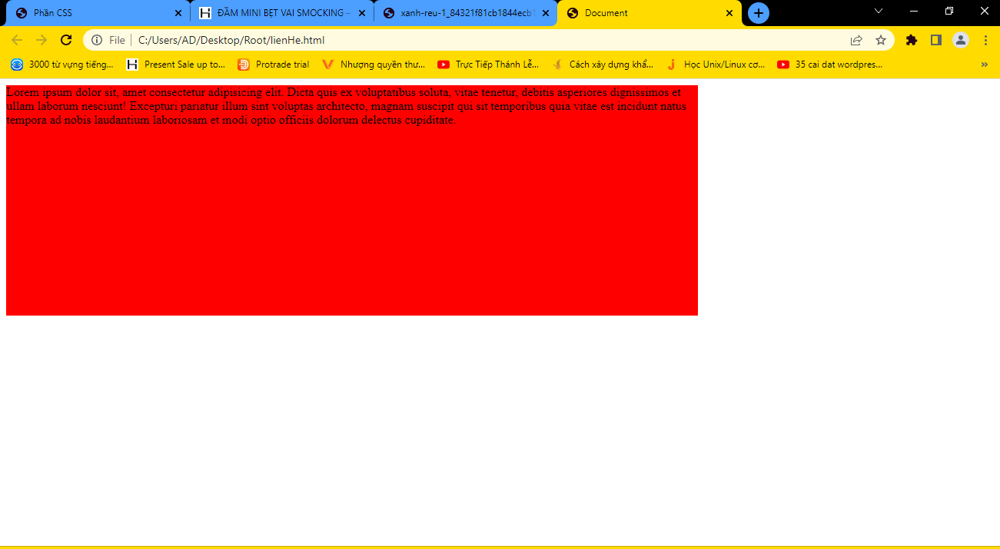 Phần CSS
ĐẦM MINI BẸT VAI SMOCKING –
xanh-reu-1_84321f81cb1844ecb1
Document
File
C:/Users/AD/Desktop/Root/lienHe.html
3000 từ vựng tiếng...
Present Sale up to...
Protrade trial
Nhượng quyền thư...
Trực Tiếp Thánh Lễ...
Cách xây dựng khẩ...
Học Unix/Linux cơ...
35 cai dat wordpres...
Lorem ipsum dolor sit, amet consectetur adipisicing elit. Dicta quis ex voluptatibus soluta, vitae tenetur, debitis asperiores dignissimos et
ullam laborum nesciunt! Excepturi pariatur illum sint voluptas architecto, magnam suscipit qui sit temporibus quia vitae est incidunt natus
tempora ad nobis laudantium laboriosam et modi optio officiis dolorum delectus cupiditate.